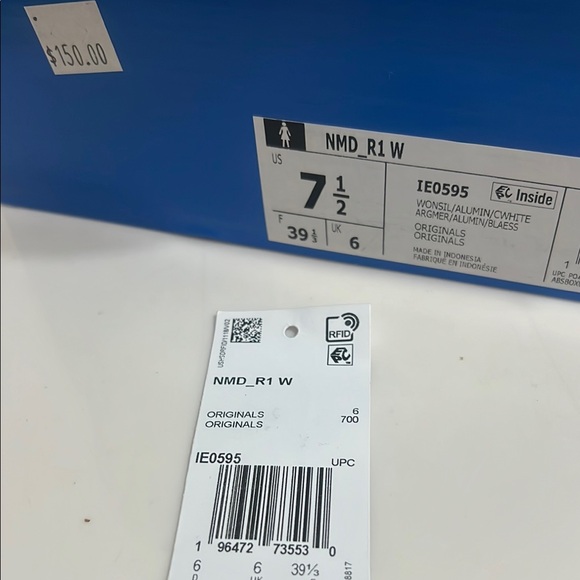 $150.00
NMD_R1 W
US
7 1/2
F
39 1/3
UK
6
IE0595
Inside
WONSIL/ALUMIN/CWHITE
ARGMER/ALUMIN/BLAESS
ORIGINALS
ORIGINALS
MADE IN INDONESIA
FABRIQUÉ EN INDONÉSIE
1
RFID
NMD_R1 W
ORIGINALS
ORIGINALS
6
700
IE0595
UPC
1 96472 73553 0
6 6 39⅓